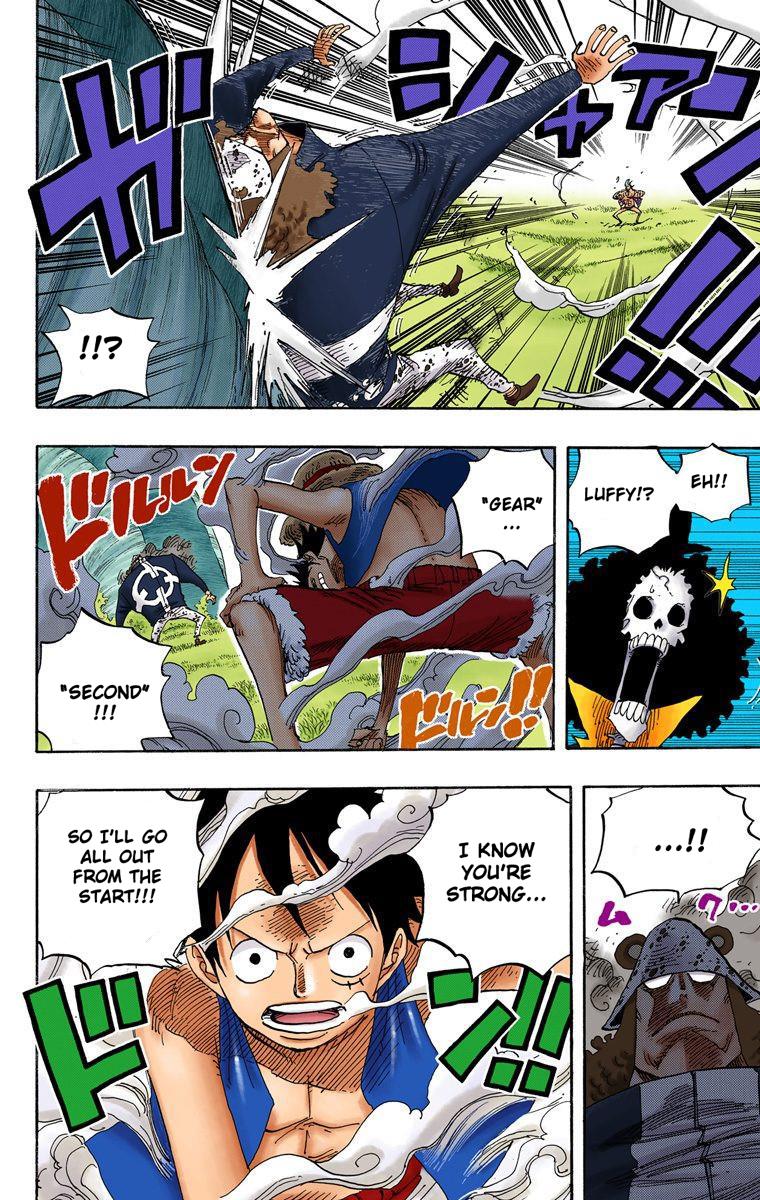 ガシャアン!!!
!!?
EH!!
LUFFY!?
"GEAR"
...
ドルルン
"SECOND"
!!!
ドルン!!
...!!
ムク...
I KNOW
YOU'RE
STRONG...
SO I'LL GO
ALL OUT
FROM THE
START!!!
ドン!!